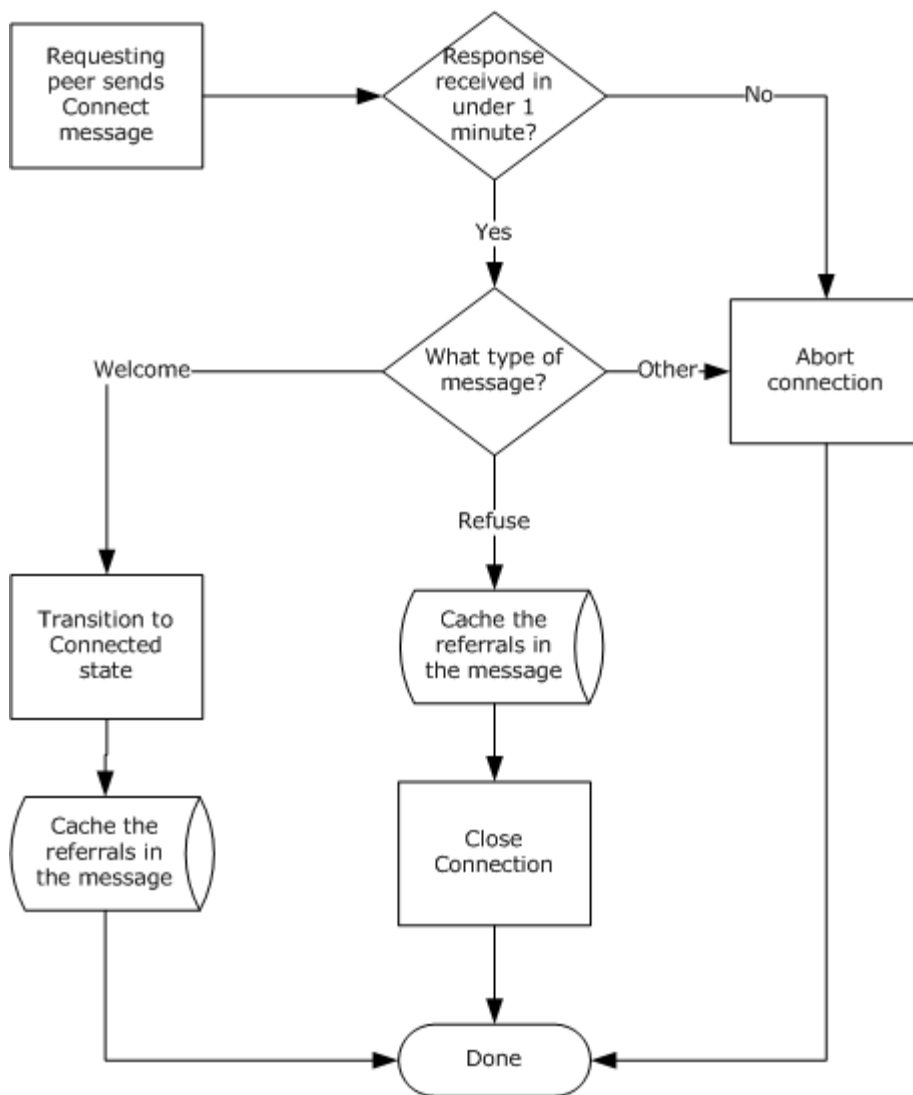 Requesting
peer sends
Connect
message
Response
received in
under 1
minute?
No
Yes
What type of
message?
Welcome
Other
Abort
connection
Refuse
Transition to
Connected
state
Cache the
referrals in
the message
Cache the
referrals in
the message
Close
Connection
Done